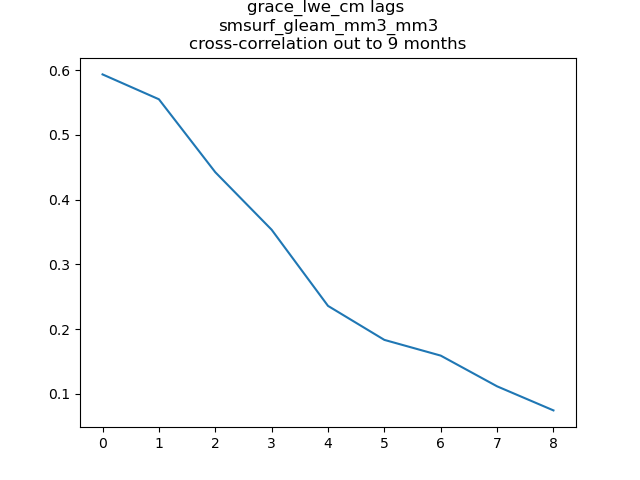 grace_lwe_cm lags
smsurf_gleam_mm3_mm3
cross-correlation out to 9 months
0.6
0.5
0.4
0.3
0.2
0.1
0 1 2 3 4 5 6 7 8